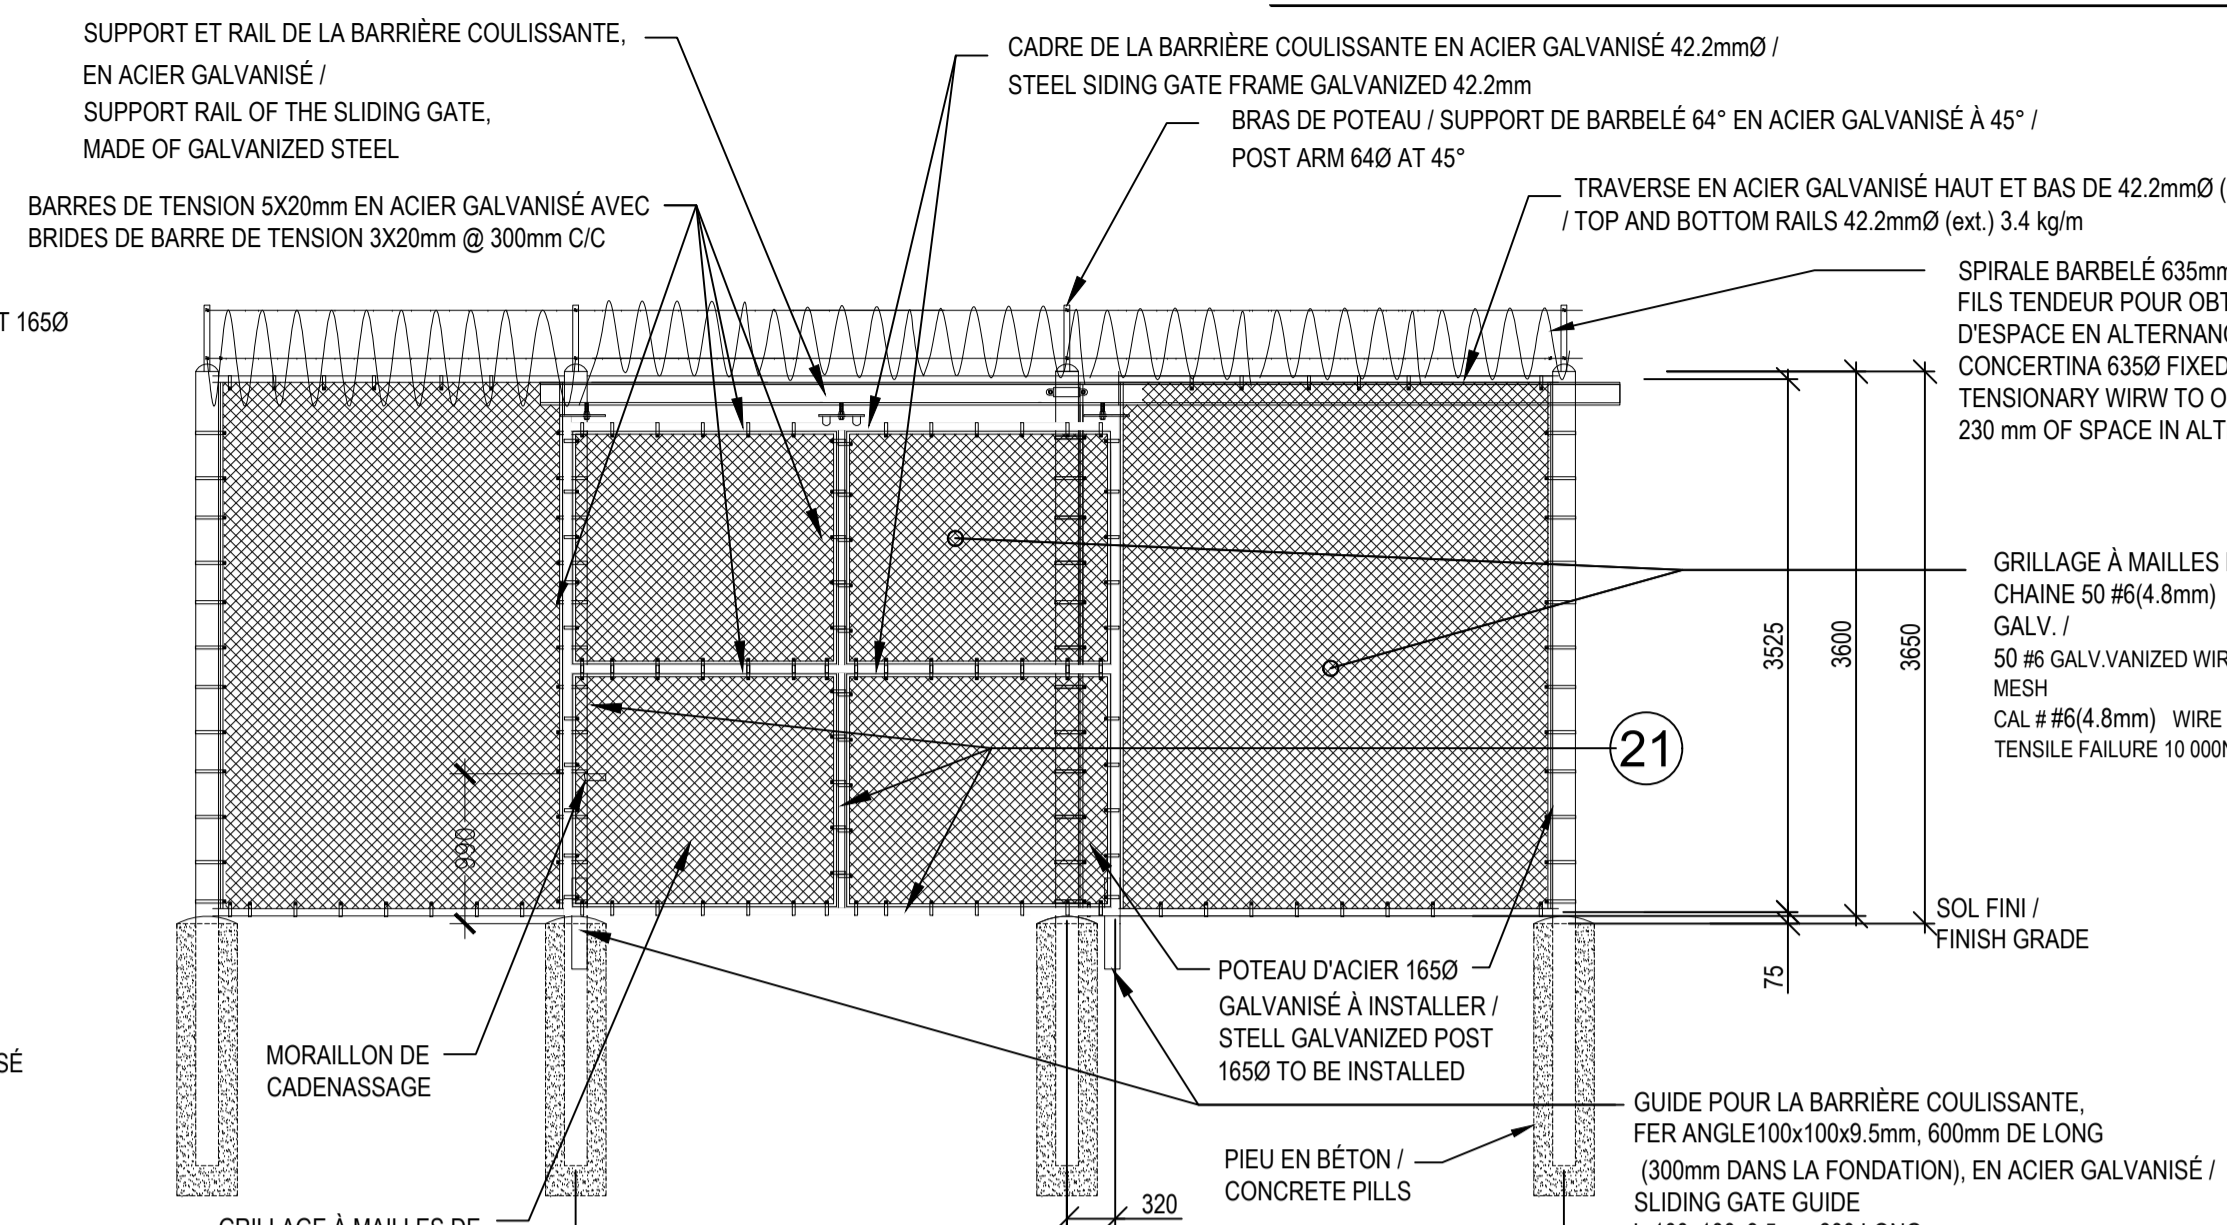 SUPPORT ET RAIL DE LA BARRIÈRE COULISSANTE,
EN ACIER GALVANISÉ /
SUPPORT RAIL OF THE SLIDING GATE,
MADE OF GALVANIZED STEEL
CADRE DE LA BARRIÈRE COULISSANTE EN ACIER GALVANISÉ 42.2mmØ /
STEEL SIDING GATE FRAME GALVANIZED 42.2mm
BRAS DE POTEAU / SUPPORT DE BARBELÉ 64° EN ACIER GALVANISÉ À 45° /
POST ARM 64Ø AT 45°
BARRES DE TENSION 5X20mm EN ACIER GALVANISÉ AVEC
BRIDES DE BARRE DE TENSION 3X20mm @ 300mm C/C
TRAVERSE EN ACIER GALVANISÉ HAUT ET BAS DE 42.2mmØ (
/ TOP AND BOTTOM RAILS 42.2mmØ (ext.) 3.4 kg/m
T 165Ø
SPIRALE BARBELÉ 635mm
FILS TENDEUR POUR OBT
D'ESPACE EN ALTERNANC
CONCERTINA 635Ø FIXED
TENSIONARY WIRW TO O
230 mm OF SPACE IN ALT
GRILLAGE À MAILLES
CHAINE 50 #6(4.8mm)
GALV. /
50 #6 GALV.VANIZED WIR
MESH
CAL # #6(4.8mm) WIRE
TENSILE FAILURE 10 000N
3525
3600
3650
21
990
75
SOL FINI /
FINISH GRADE
POTEAU D'ACIER 165Ø
GALVANISÉ À INSTALLER /
STELL GALVANIZED POST
165Ø TO BE INSTALLED
SÉ
MORAILLON DE
CADENASSAGE
GUIDE POUR LA BARRIÈRE COULISSANTE,
FER ANGLE100x100x9.5mm, 600mm DE LONG
(300mm DANS LA FONDATION), EN ACIER GALVANISÉ /
SLIDING GATE GUIDE
PIEU EN BÉTON /
CONCRETE PILLS
320
GRILLAGE À MAILLES DE